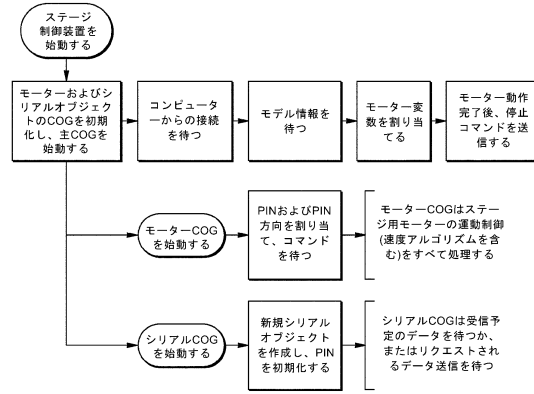 ステージ
制御装置を
始動する
モーターおよびシ
リアルオブジェク
トのCOGを初期
化し、主COGを
始動する
コンピュータ
ーからの接続
を待つ
モデル情報を
待つ
モーター変
数を割り当
てる
モーター動作
完了後、停止
コマンドを送
信する
モーターCOG
を始動する
PINおよびPIN
方向を割り当
て、コマンド
を待つ
モーターCOGはステー
ジ用モーターの運動制御
(速度アルゴリズムを含
む)をすべて処理する
シリアルCOG
を始動する
新規シリアル
オブジェクト
を作成し、PIN
を初期化する
シリアルCOGは受信予
定のデータを待つか、
またはリクエストされ
るデータ送信を待つ